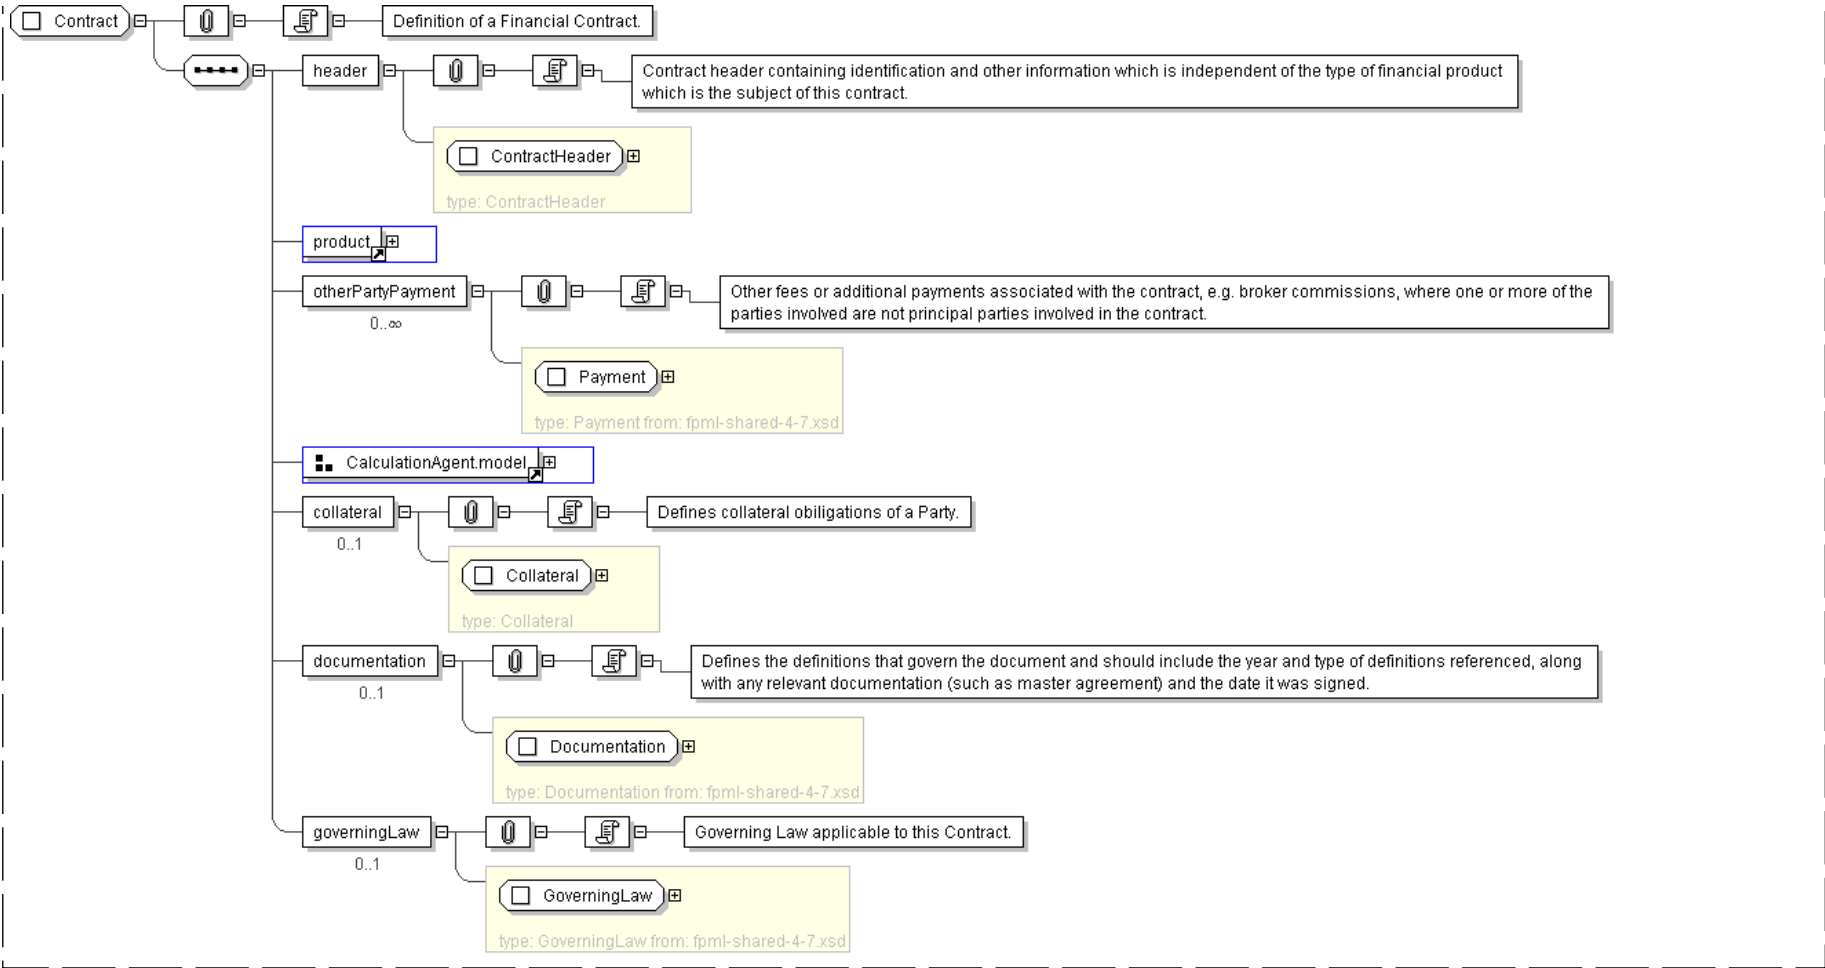 Contract
Definition of a Financial Contract.
header
Contract header containing identification and other information which is independent of the type of financial product
which is the subject of this contract.
ContractHeader
type: ContractHeader
product
otherPartyPayment
Other fees or additional payments associated with the contract, e.g. broker commissions, where one or more of the
parties involved are not principal parties involved in the contract.
0..∞
Payment
type: Payment from: fpml-shared-4-7.xsd
CalculationAgent.model
collateral
Defines collateral obiligations of a Party.
0..1
Collateral
type: Collateral
documentation
Defines the definitions that govern the document and should include the year and type of definitions referenced, along
with any relevant documentation (such as master agreement) and the date it was signed.
0..1
Documentation
type: Documentation from: fpml-shared-4-7.xsd
governingLaw
Governing Law applicable to this Contract.
0..1
GoverningLaw
type: GoverningLaw from: fpml-shared-4-7.xsd